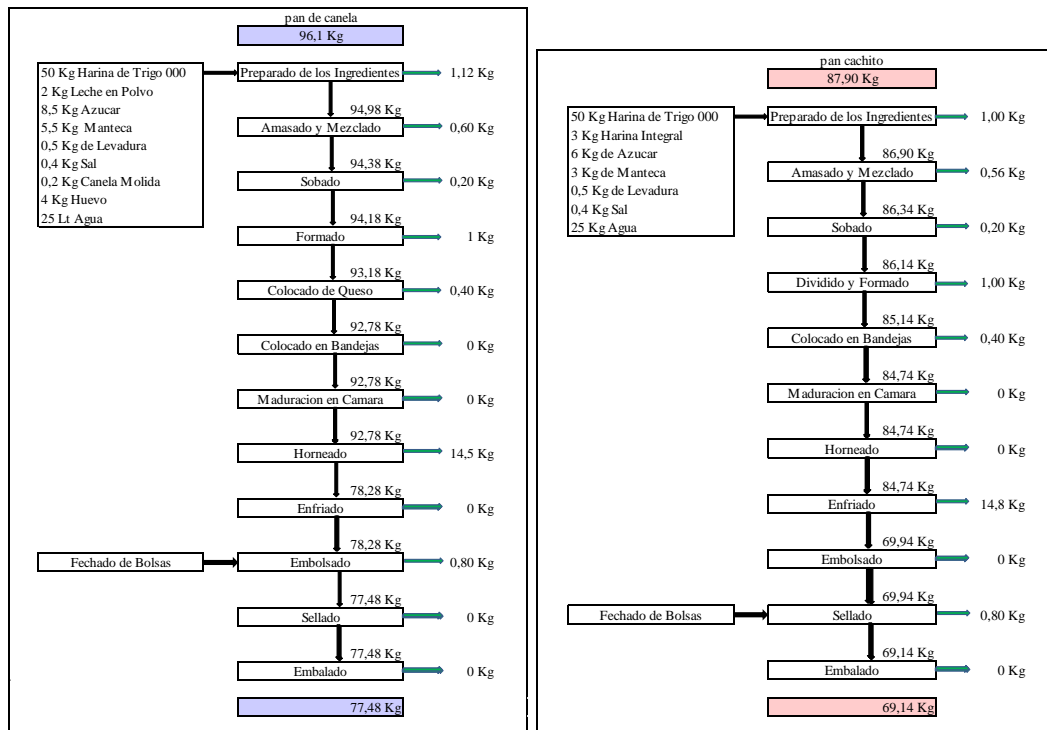 pan de canela
96,1 Kg
50 Kg Harina de Trigo 000
2 Kg Leche en Polvo
8,5 Kg Azucar
5,5 Kg Manteca
0,5 Kg de Levadura
0,4 Kg Sal
0,2 Kg Canela Molida
4 Kg Huevo
25 Lt Agua
Preparado de los Ingredientes
1,12 Kg
94,98 Kg
Amasado y Mezclado
0,60 Kg
94,38 Kg
Sobado
0,20 Kg
94,18 Kg
Formado
1 Kg
93,18 Kg
Colocado de Queso
0,40 Kg
92,78 Kg
Colocado en Bandejas
0 Kg
92,78 Kg
Maduracion en Camara
0 Kg
92,78 Kg
Horneado
14,5 Kg
78,28 Kg
Enfriado
0 Kg
78,28 Kg
Fechado de Bolsas
Embolsado
0,80 Kg
77,48 Kg
Sellado
0 Kg
77,48 Kg
Embalado
0 Kg
77,48 Kg
pan cachito
87,90 Kg
50 Kg Harina de Trigo 000
3 Kg Harina Integral
6 Kg de Azucar
3 Kg de Manteca
0,5 Kg de Levadura
0,4 Kg Sal
25 Kg Agua
Preparado de los Ingredientes
1,00 Kg
86,90 Kg
Amasado y Mezclado
0,56 Kg
86,34 Kg
Sobado
0,20 Kg
86,14 Kg
Dividido y Formado
1,00 Kg
85,14 Kg
Colocado en Bandejas
0,40 Kg
84,74 Kg
Maduracion en Camara
0 Kg
84,74 Kg
Horneado
0 Kg
84,74 Kg
Enfriado
14,8 Kg
69,94 Kg
Embolsado
0 Kg
69,94 Kg
Fechado de Bolsas
Sellado
0,80 Kg
69,14 Kg
Embalado
0 Kg
69,14 Kg